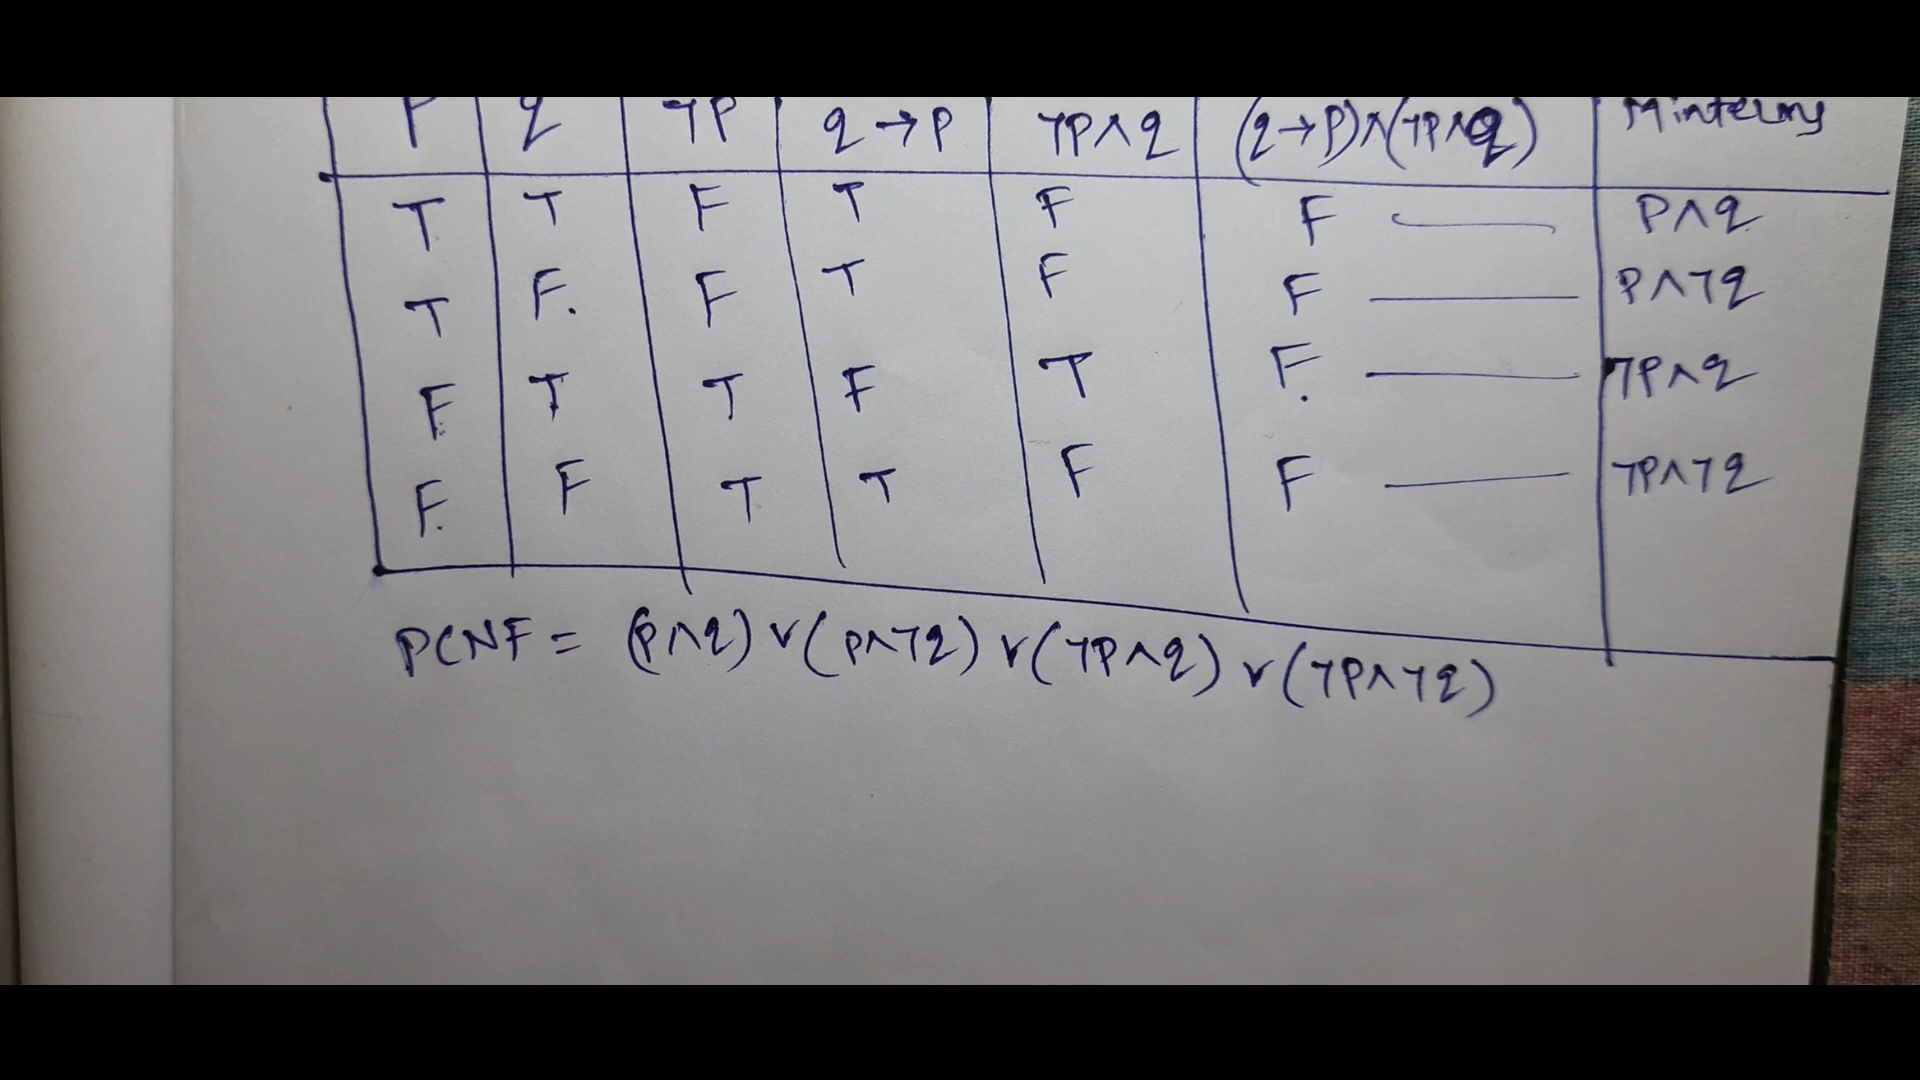 P q ¬P q → P ¬P∧q (q→P)∧(¬P∧q) Minterms
T T F T F F P∧q
T F. F T F F P∧¬q
F T T F T F. ¬P∧q
F. F T T F F ¬P∧¬q
PCNF = (P∧q) ∨ (P∧¬q) ∨ (¬P∧q) ∨ (¬P∧¬q)